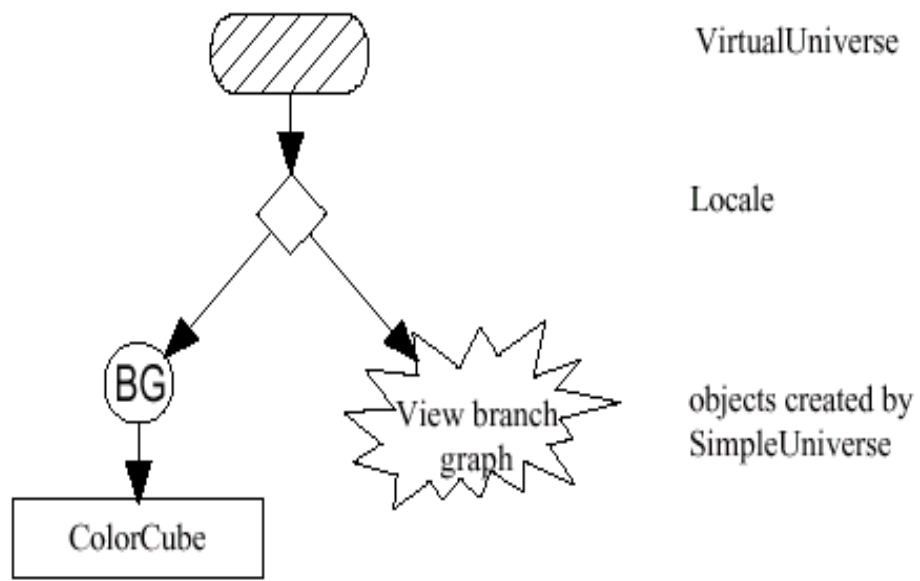 VirtualUniverse
Locale
BG
View branch
graph
objects created by
SimpleUniverse
ColorCube